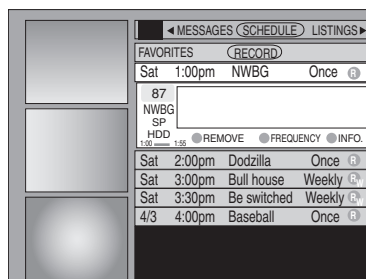 ◄ MESSAGES SCHEDULE LISTINGS ►
FAVORITES RECORD
Sat 1:00pm NWBG Once R
87
NWBG
SP
HDD
1:00 1:55 REMOVE FREQUENCY INFO.
Sat 2:00pm Dodzilla Once R
Sat 3:00pm Bull house Weekly RW
Sat 3:30pm Be switched Weekly RW
4/3 4:00pm Baseball Once R